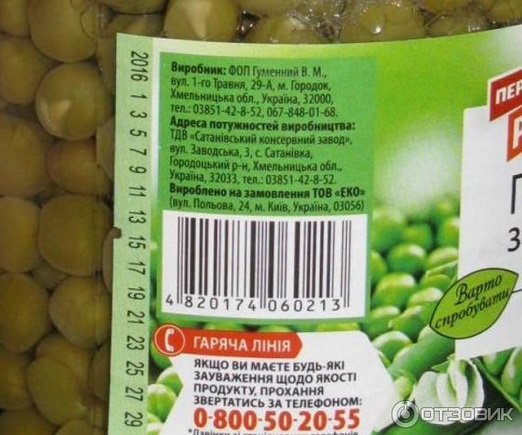 Виробник: ФОП Гуменний В. М.,
вул. 1-го Травня, 29-А, м. Городок,
Хмельницька обл., Україна, 32000,
тел.: 03851-42-8-52, 067-848-01-68.
Адреса потужностей виробництва:
ТДВ «Сатанівський консервний завод»,
вул. Заводська, 3, с. Сатанівка,
Городоцький р-н, Хмельницька обл.,
Україна, 32033, тел.: 03851-42-8-52.
Вироблено на замовлення ТОВ «ЕКО»
(вул. Польова, 24, м. Київ, Україна, 03056)
2016 1 3 5 7 9 11 13 15 17 19 21 23 25 27 29
4 820174 060213
ГАРЯЧА ЛІНІЯ
ЯКЩО ВИ МАЄТЕ БУДЬ-ЯКІ
ЗАУВАЖЕННЯ ЩОДО ЯКОСТІ
ПРОДУКТУ, ПРОХАННЯ
ЗВЕРТАТИСЬ ЗА ТЕЛЕФОНОМ:
0-800-50-20-55
ПЕР
П
З
Варто
спробувати
ОТЗОВИК